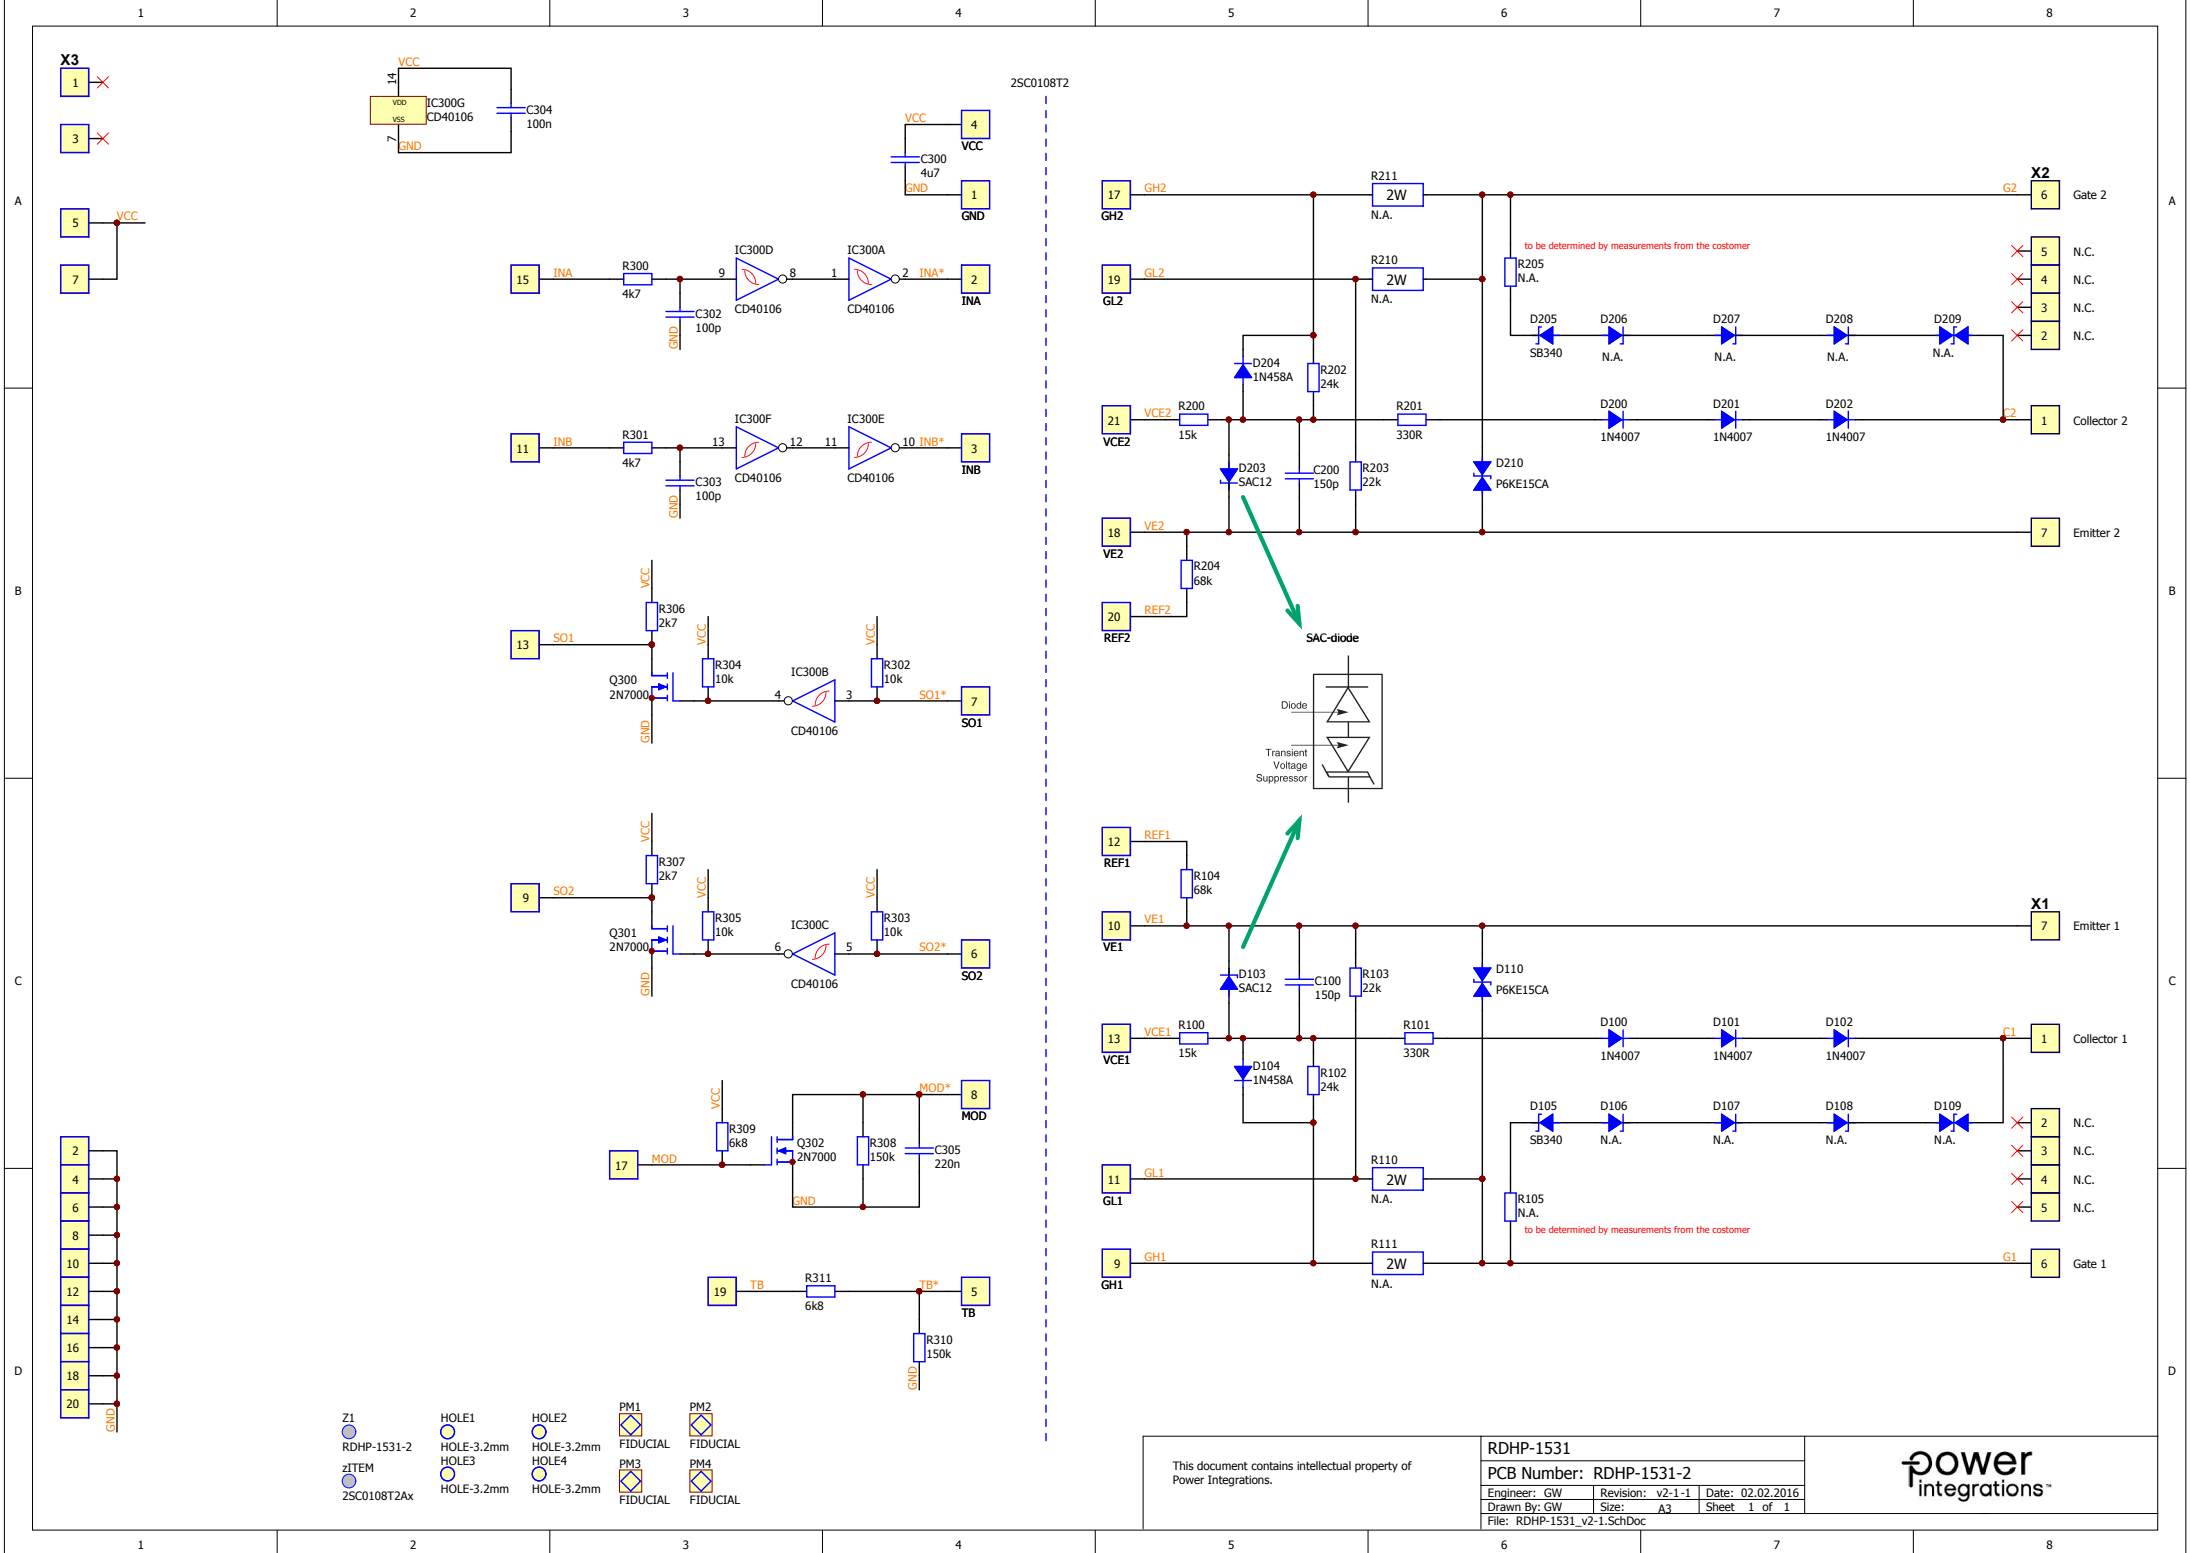 1 2 3 4 5 6 7 8
X3
1
3
5
7
VCC
VCC
14
VDD
VSS
IC300G
CD40106
7
GND
C304
100n
VCC
4
VCC
C300
4u7
GND
1
GND
2SC0108T2
A
15
INA
R300
4k7
C302
100p
GND
IC300D
9
8
CD40106
IC300A
1
2
CD40106
INA*
2
INA
11
INB
R301
4k7
C303
100p
GND
IC300F
13
12
CD40106
IC300E
11
10
CD40106
INB*
3
INB
B
VCC
R306
2k7
13
SO1
Q300
2N7000
GND
VCC
R304
10k
IC300B
4
3
CD40106
VCC
R302
10k
SO1*
7
SO1
VCC
R307
2k7
9
SO2
Q301
2N7000
GND
VCC
R305
10k
IC300C
6
5
CD40106
VCC
R303
10k
SO2*
6
SO2
C
VCC
R309
6k8
17
MOD
Q302
2N7000
GND
R308
150k
C305
220n
MOD*
8
MOD
19
TB
R311
6k8
TB*
5
TB
R310
150k
GND
D
2
4
6
8
10
12
14
16
18
20
GND
Z1
RDHP-1531-2
zITEM
2SC0108T2Ax
HOLE1
HOLE-3.2mm
HOLE3
HOLE-3.2mm
HOLE2
HOLE-3.2mm
HOLE4
HOLE-3.2mm
PM1
FIDUCIAL
PM2
FIDUCIAL
PM3
FIDUCIAL
PM4
FIDUCIAL
17
GH2
GH2
R211
2W
N.A.
G2
X2
6
Gate 2
A
19
GL2
GL2
R210
2W
N.A.
to be determined by measurements from the costomer
R205
N.A.
5
N.C.
4
N.C.
3
N.C.
2
N.C.
D205
SB340
D206
N.A.
D207
N.A.
D208
N.A.
D209
N.A.
D204
1N458A
R202
24k
21
VCE2
VCE2
R200
15k
R201
330R
D200
1N4007
D201
1N4007
D202
1N4007
C2
1
Collector 2
D203
SAC12
C200
150p
R203
22k
D210
P6KE15CA
18
VE2
VE2
7
Emitter 2
R204
68k
20
REF2
REF2
B
SAC-diode
Diode
Transient
Voltage
Suppressor
12
REF1
REF1
R104
68k
10
VE1
VE1
X1
7
Emitter 1
D103
SAC12
C100
150p
R103
22k
D110
P6KE15CA
C
13
VCE1
VCE1
R100
15k
R101
330R
D100
1N4007
D101
1N4007
D102
1N4007
C1
1
Collector 1
D104
1N458A
R102
24k
D105
SB340
D106
N.A.
D107
N.A.
D108
N.A.
D109
N.A.
2
N.C.
3
N.C.
4
N.C.
5
N.C.
11
GL1
GL1
R110
2W
N.A.
R105
N.A.
to be determined by measurements from the costomer
9
GH1
GH1
R111
2W
N.A.
G1
6
Gate 1
D
This document contains intellectual property of
Power Integrations.
RDHP-1531
PCB Number: RDHP-1531-2
Engineer: GW Revision: v2-1-1 Date: 02.02.2016
Drawn By: GW Size: A3 Sheet 1 of 1
File: RDHP-1531_v2-1.SchDoc
power
integrations™
1 2 3 4 5 6 7 8